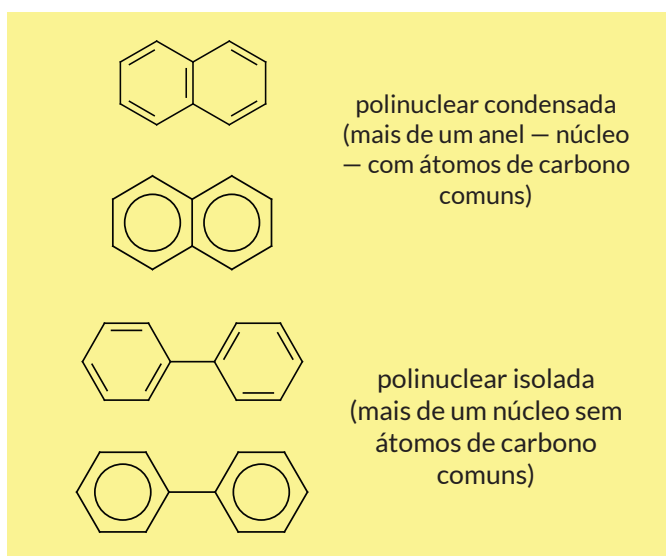 polinuclear condensada
(mais de um anel — núcleo
— com átomos de carbono
comuns)
polinuclear isolada
(mais de um núcleo sem
átomos de carbono
comuns)